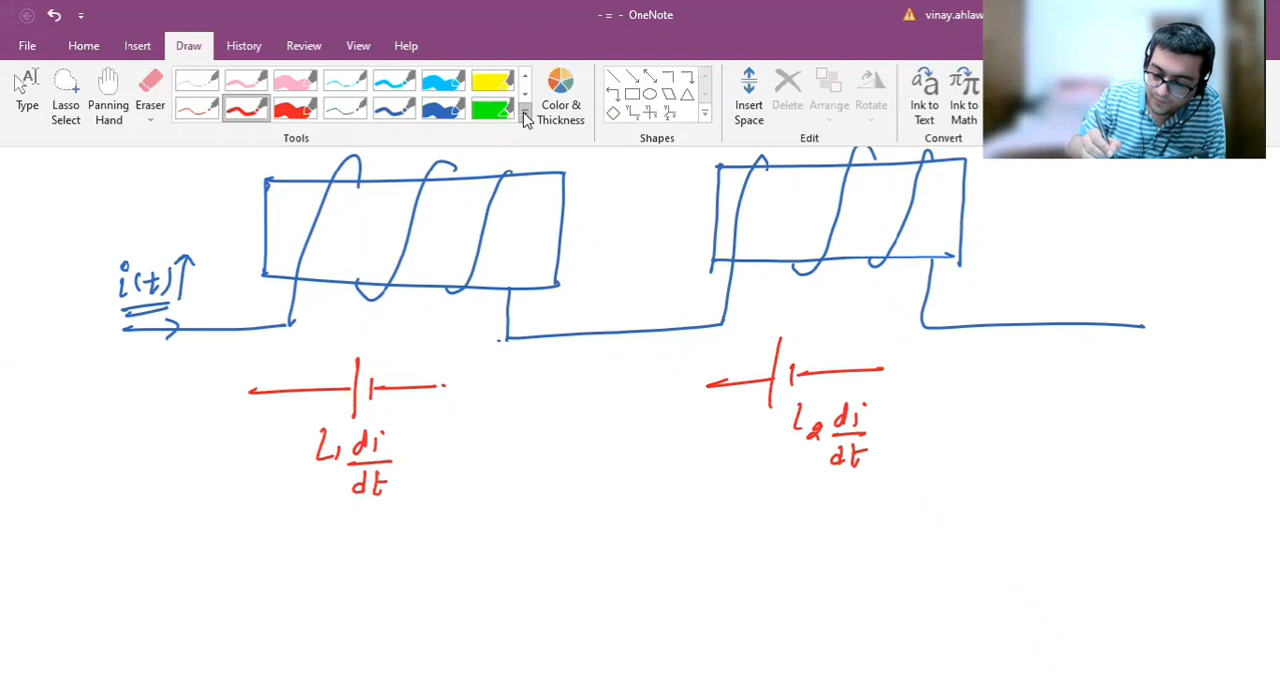 - = - OneNote
vinay.ahlaw
File Home Insert Draw History Review View Help
Type
Lasso Select
Panning Hand
Eraser
Color & Thickness
Insert Space
Delete
Arrange
Rotate
Ink to Text
Ink to Math
Tools
Shapes
Edit
Convert
i(t) ↑
L₁ di/dt
L₂ di/dt